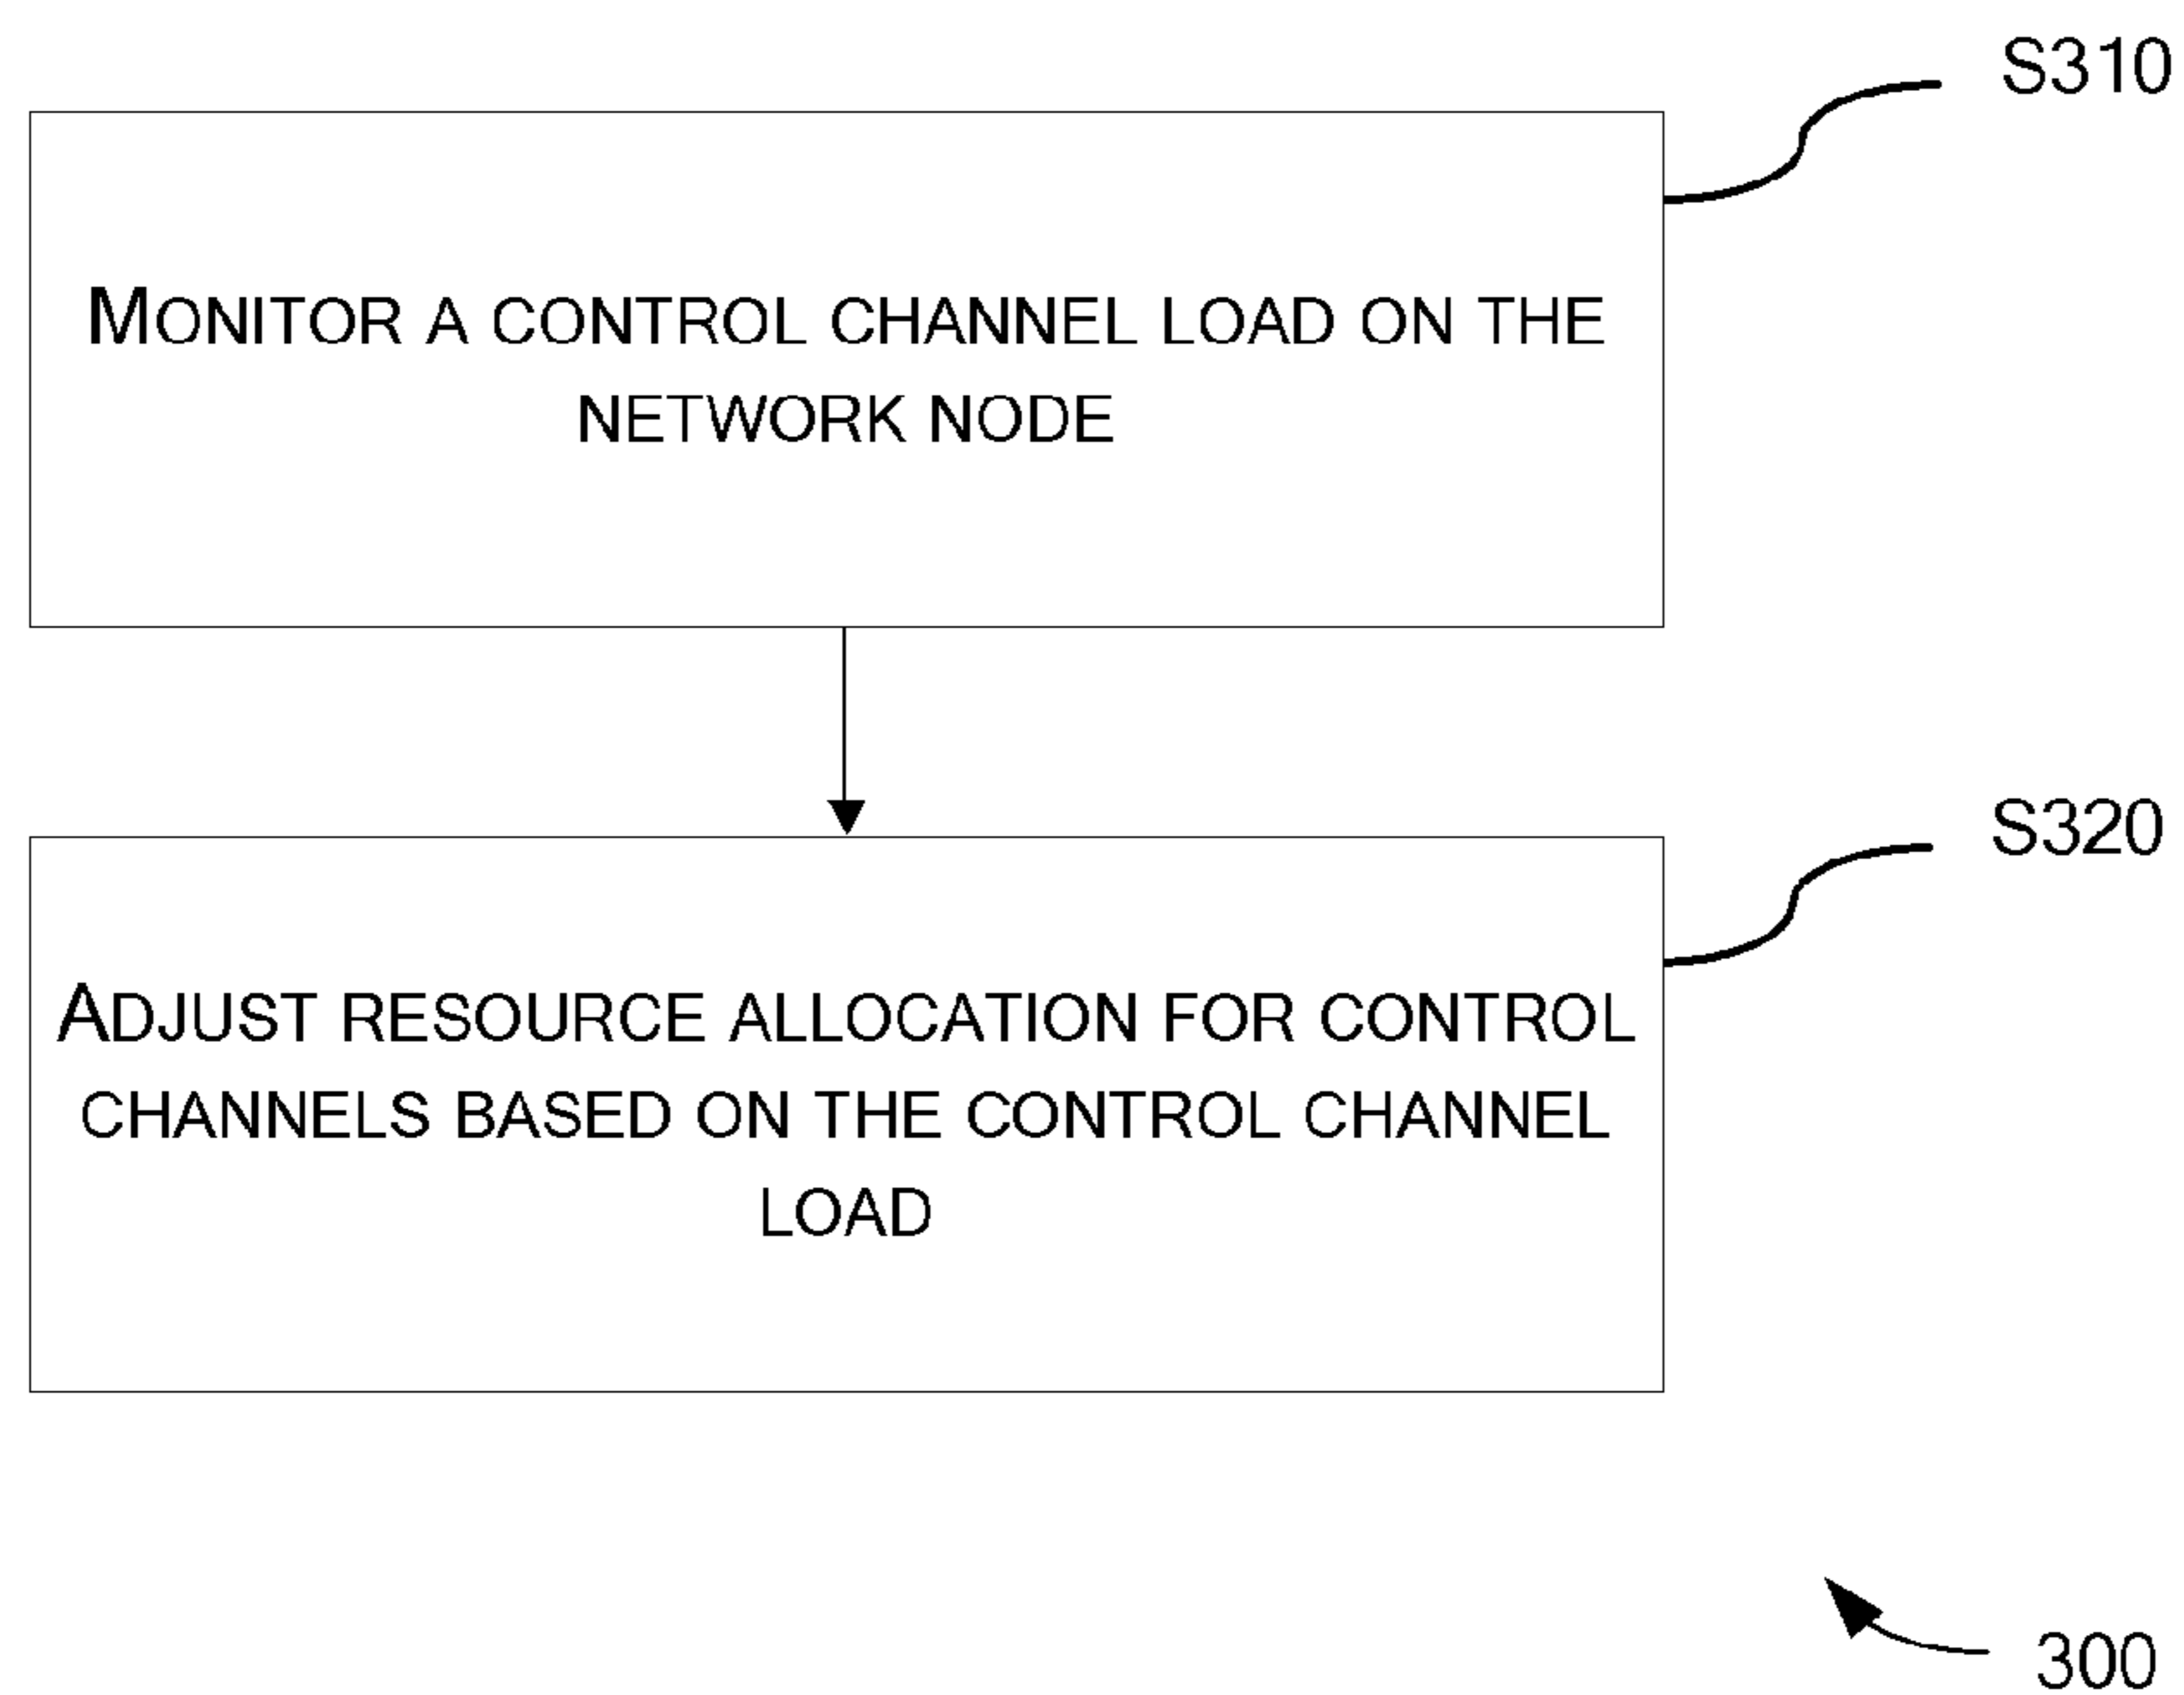 S310
MONITOR A CONTROL CHANNEL LOAD ON THE
NETWORK NODE
S320
ADJUST RESOURCE ALLOCATION FOR CONTROL
CHANNELS BASED ON THE CONTROL CHANNEL
LOAD
300